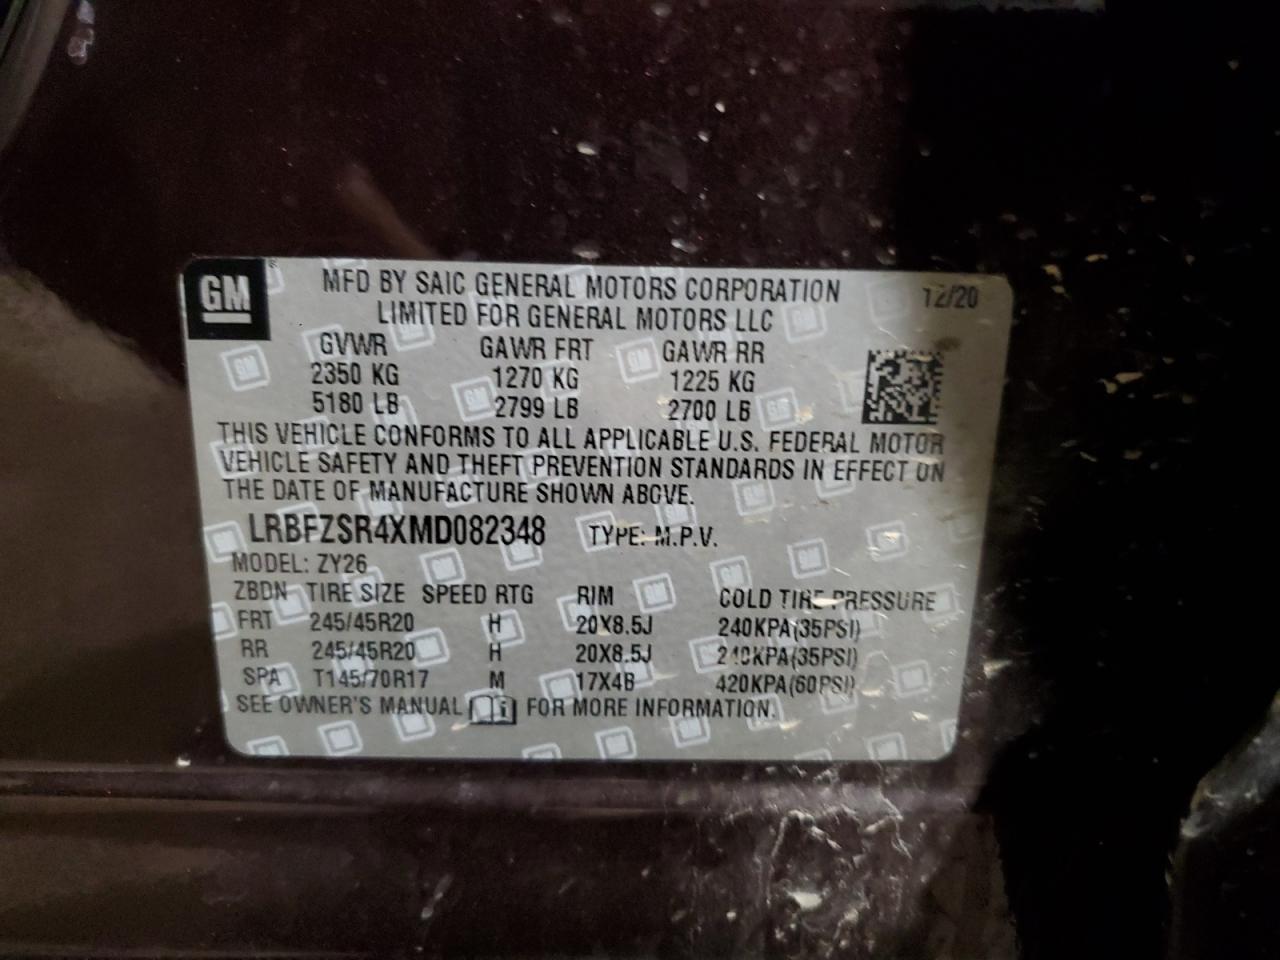 GM MFD BY SAIC GENERAL MOTORS CORPORATION 12/20
LIMITED FOR GENERAL MOTORS LLC
GVWR GAWR FRT GAWR RR
2350 KG 1270 KG 1225 KG
5180 LB 2799 LB 2700 LB
THIS VEHICLE CONFORMS TO ALL APPLICABLE U.S. FEDERAL MOTOR
VEHICLE SAFETY AND THEFT PREVENTION STANDARDS IN EFFECT ON
THE DATE OF MANUFACTURE SHOWN ABOVE.
LRBFZSR4XMD082348 TYPE: M.P.V.
MODEL: ZY26
ZBDN TIRE SIZE SPEED RTG RIM COLD TIRE PRESSURE
FRT 245/45R20 H 20X8.5J 240KPA(35PSI)
RR 245/45R20 H 20X8.5J 240KPA(35PSI)
SPA T145/70R17 M 17X4B 420KPA(60PSI)
SEE OWNER'S MANUAL i FOR MORE INFORMATION.